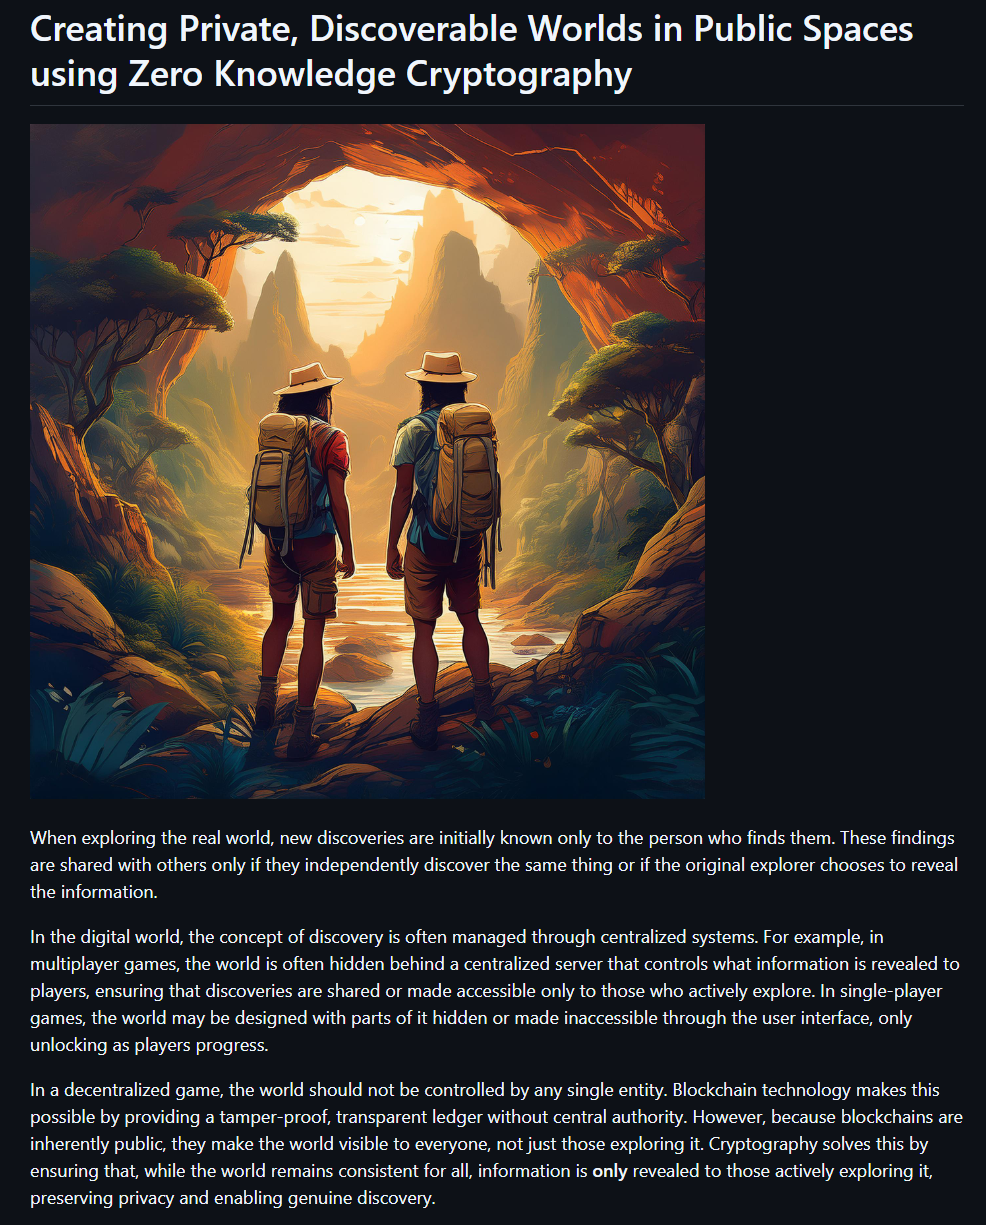 Creating Private, Discoverable Worlds in Public Spaces
using Zero Knowledge Cryptography
When exploring the real world, new discoveries are initially known only to the person who finds them. These findings
are shared with others only if they independently discover the same thing or if the original explorer chooses to reveal
the information.
In the digital world, the concept of discovery is often managed through centralized systems. For example, in
multiplayer games, the world is often hidden behind a centralized server that controls what information is revealed to
players, ensuring that discoveries are shared or made accessible only to those who actively explore. In single-player
games, the world may be designed with parts of it hidden or made inaccessible through the user interface, only
unlocking as players progress.
In a decentralized game, the world should not be controlled by any single entity. Blockchain technology makes this
possible by providing a tamper-proof, transparent ledger without central authority. However, because blockchains are
inherently public, they make the world visible to everyone, not just those exploring it. Cryptography solves this by
ensuring that, while the world remains consistent for all, information is only revealed to those actively exploring it,
preserving privacy and enabling genuine discovery.